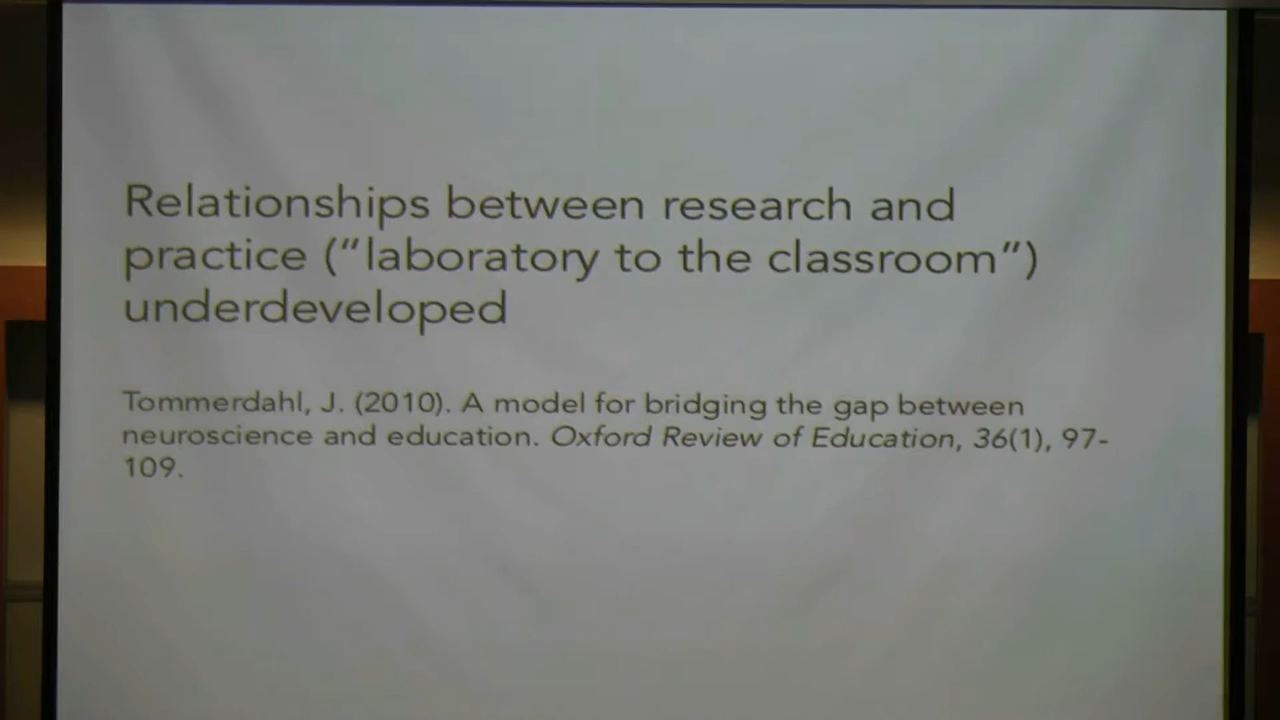 Relationships between research and
practice (“laboratory to the classroom”)
underdeveloped
Tommerdahl, J. (2010). A model for bridging the gap between
neuroscience and education. Oxford Review of Education, 36(1), 97-
109.